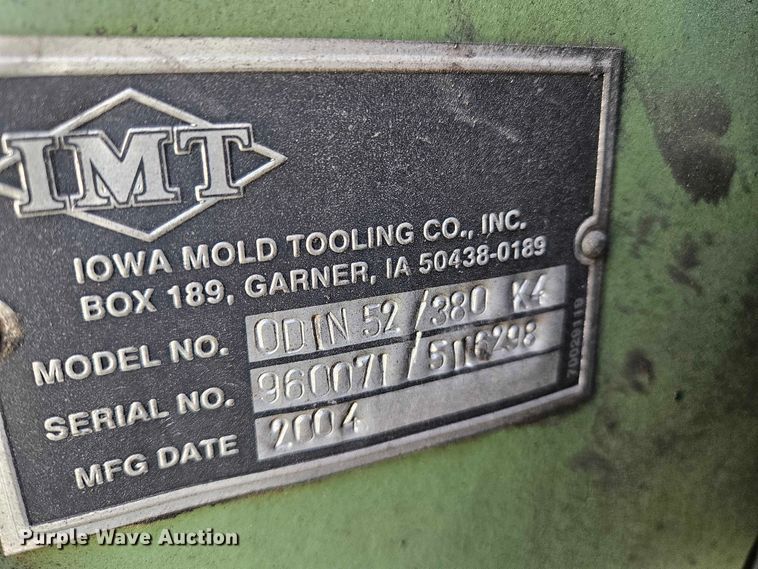 IMT
IOWA MOLD TOOLING CO., INC.
BOX 189, GARNER, IA 50438-0189
MODEL NO. ODIN 52 / 380 K4
SERIAL NO. 960071 / 5116298
MFG DATE 2004
Purple Wave Auction